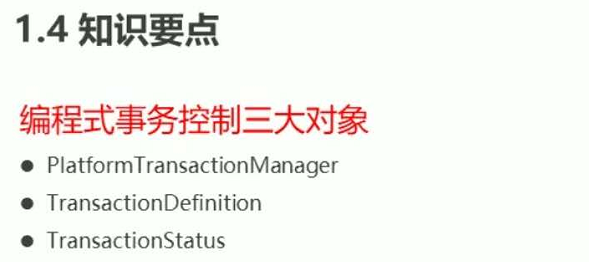 1.4 知识要点
编程式事务控制三大对象
● PlatformTransactionManager
● TransactionDefinition
● TransactionStatus